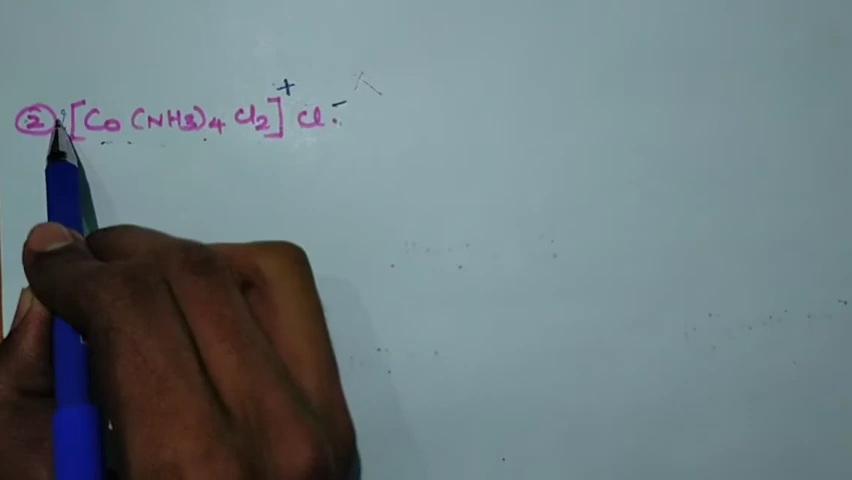 ② [Co (NH3)4 Cl2]+ Cl-